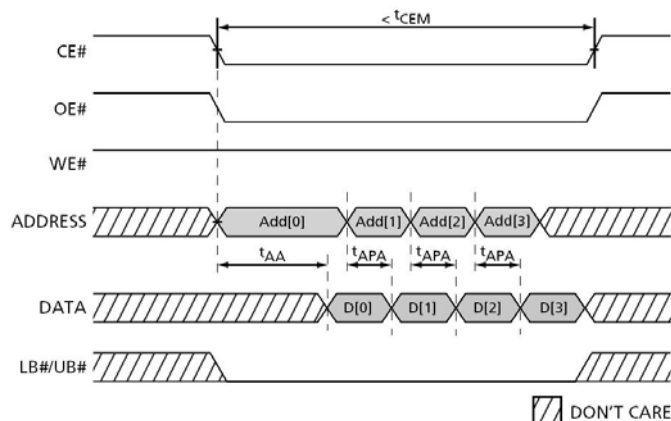 < tCEM
CE#
OE#
WE#
ADDRESS Add[0] Add[1] Add[2] Add[3]
tAA tAPA tAPA tAPA
DATA D[0] D[1] D[2] D[3]
LB#/UB#
DON'T CARE